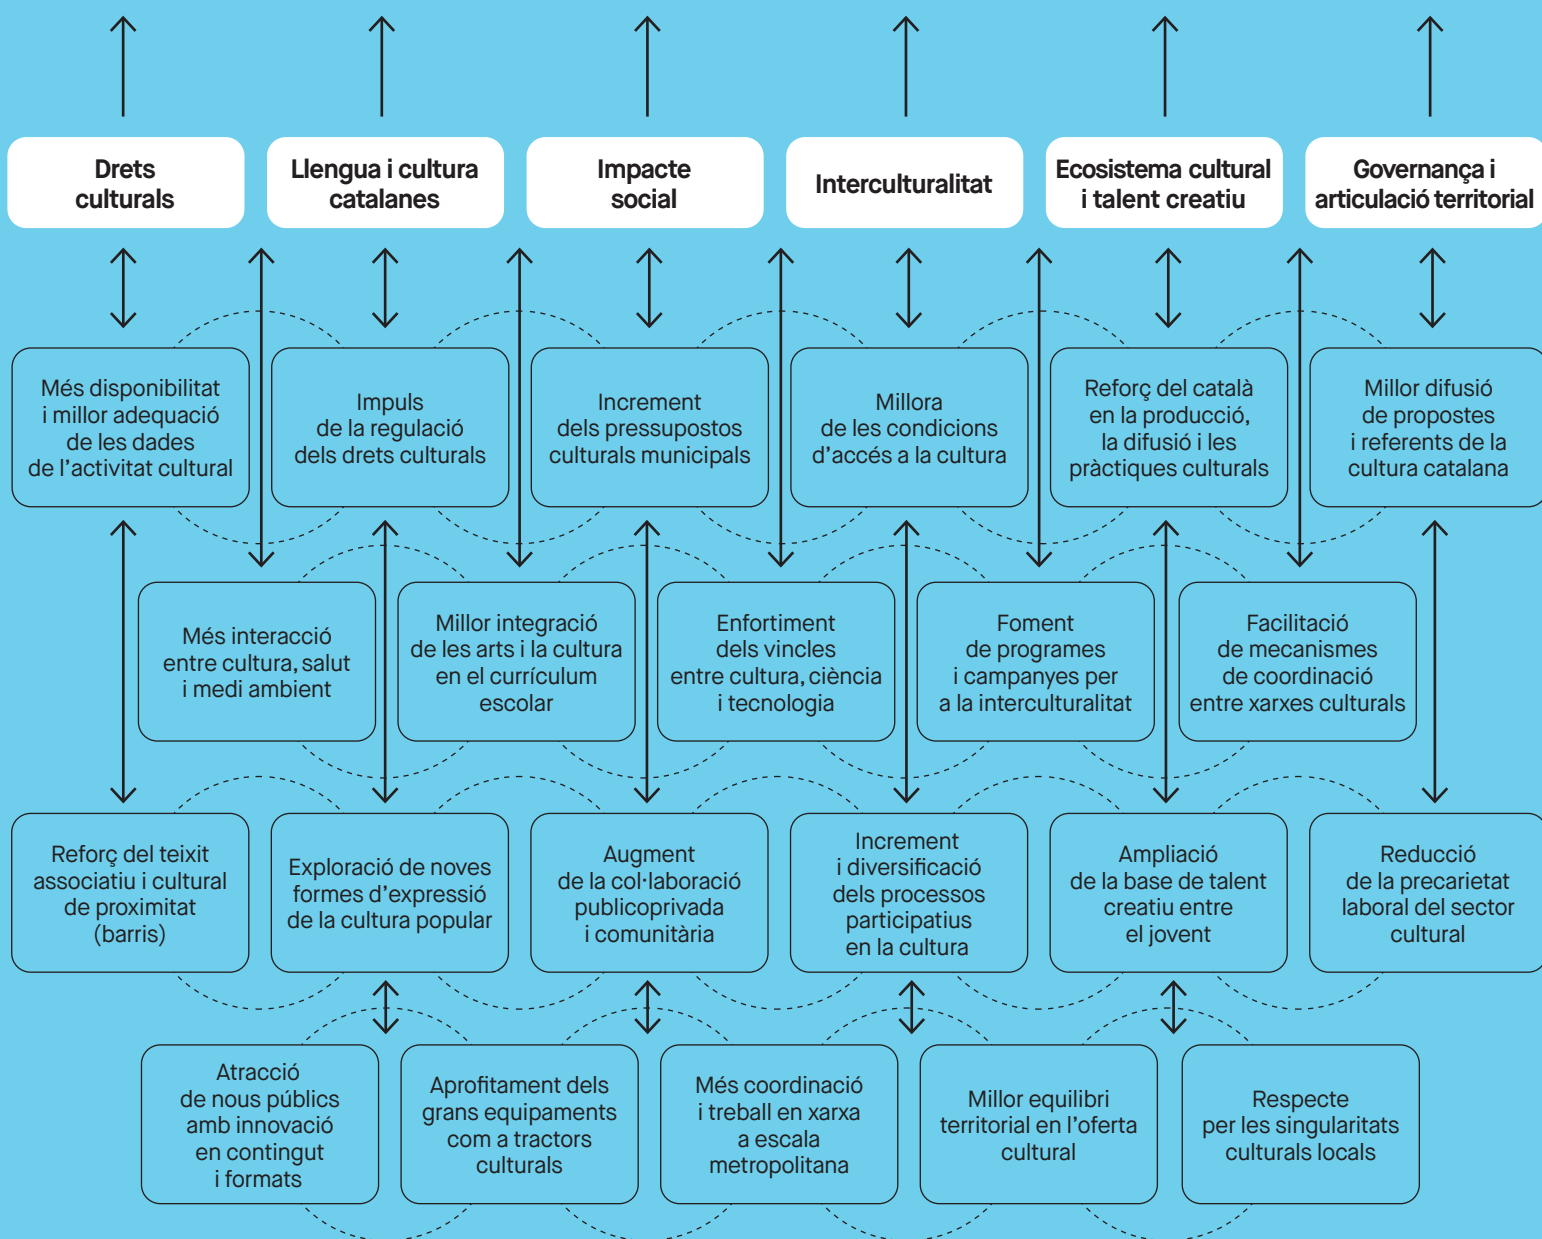 Drets
culturals
Llengua i cultura
catalanes
Impacte
social
Interculturalitat
Ecosistema cultural
i talent creatiu
Governança i
articulació territorial
Més disponibilitat
i millor adequació
de les dades
de l’activitat cultural
Impuls
de la regulació
dels drets culturals
Increment
dels pressupostos
culturals municipals
Millora
de les condicions
d’accés a la cultura
Reforç del català
en la producció,
la difusió i les
pràctiques culturals
Millor difusió
de propostes
i referents de la
cultura catalana
Més interacció
entre cultura, salut
i medi ambient
Millor integració
de les arts i la cultura
en el currículum
escolar
Enfortiment
dels vincles
entre cultura, ciència
i tecnologia
Foment
de programes
i campanyes per
a la interculturalitat
Facilitació
de mecanismes
de coordinació
entre xarxes culturals
Reforç del teixit
associatiu i cultural
de proximitat
(barris)
Exploració de noves
formes d’expressió
de la cultura popular
Augment
de la col·laboració
publicoprivada
i comunitària
Increment
i diversificació
dels processos
participatius
en la cultura
Ampliació
de la base de talent
creatiu entre
el jovent
Reducció
de la precarietat
laboral del sector
cultural
Atracció
de nous públics
amb innovació
en contingut
i formats
Aprofitament dels
grans equipaments
com a tractors
culturals
Més coordinació
i treball en xarxa
a escala
metropolitana
Millor equilibri
territorial en l’oferta
cultural
Respecte
per les singularitats
culturals locals